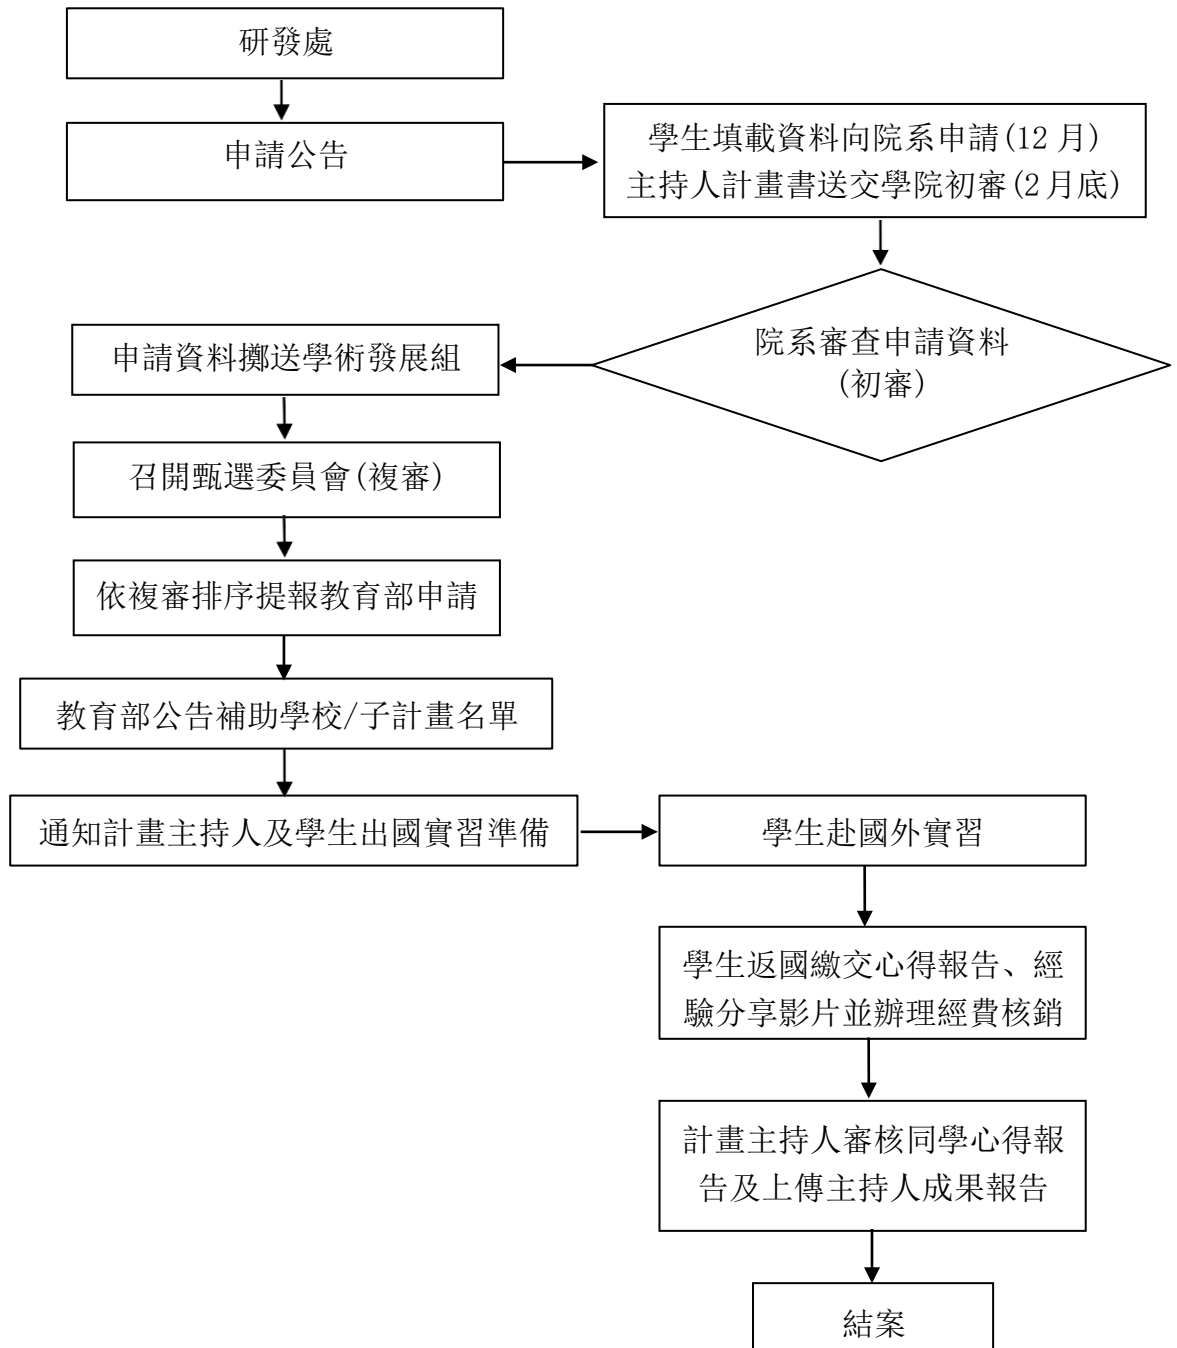 研發處
申請公告
學生填載資料向院系申請(12 月)
主持人計畫書送交學院初審(2 月底)
院系審查申請資料
(初審)
申請資料擲送學術發展組
召開甄選委員會(複審)
依複審排序提報教育部申請
教育部公告補助學校/子計畫名單
通知計畫主持人及學生出國實習準備
學生赴國外實習
學生返國繳交心得報告、經
驗分享影片並辦理經費核銷
計畫主持人審核同學心得報
告及上傳主持人成果報告
結案